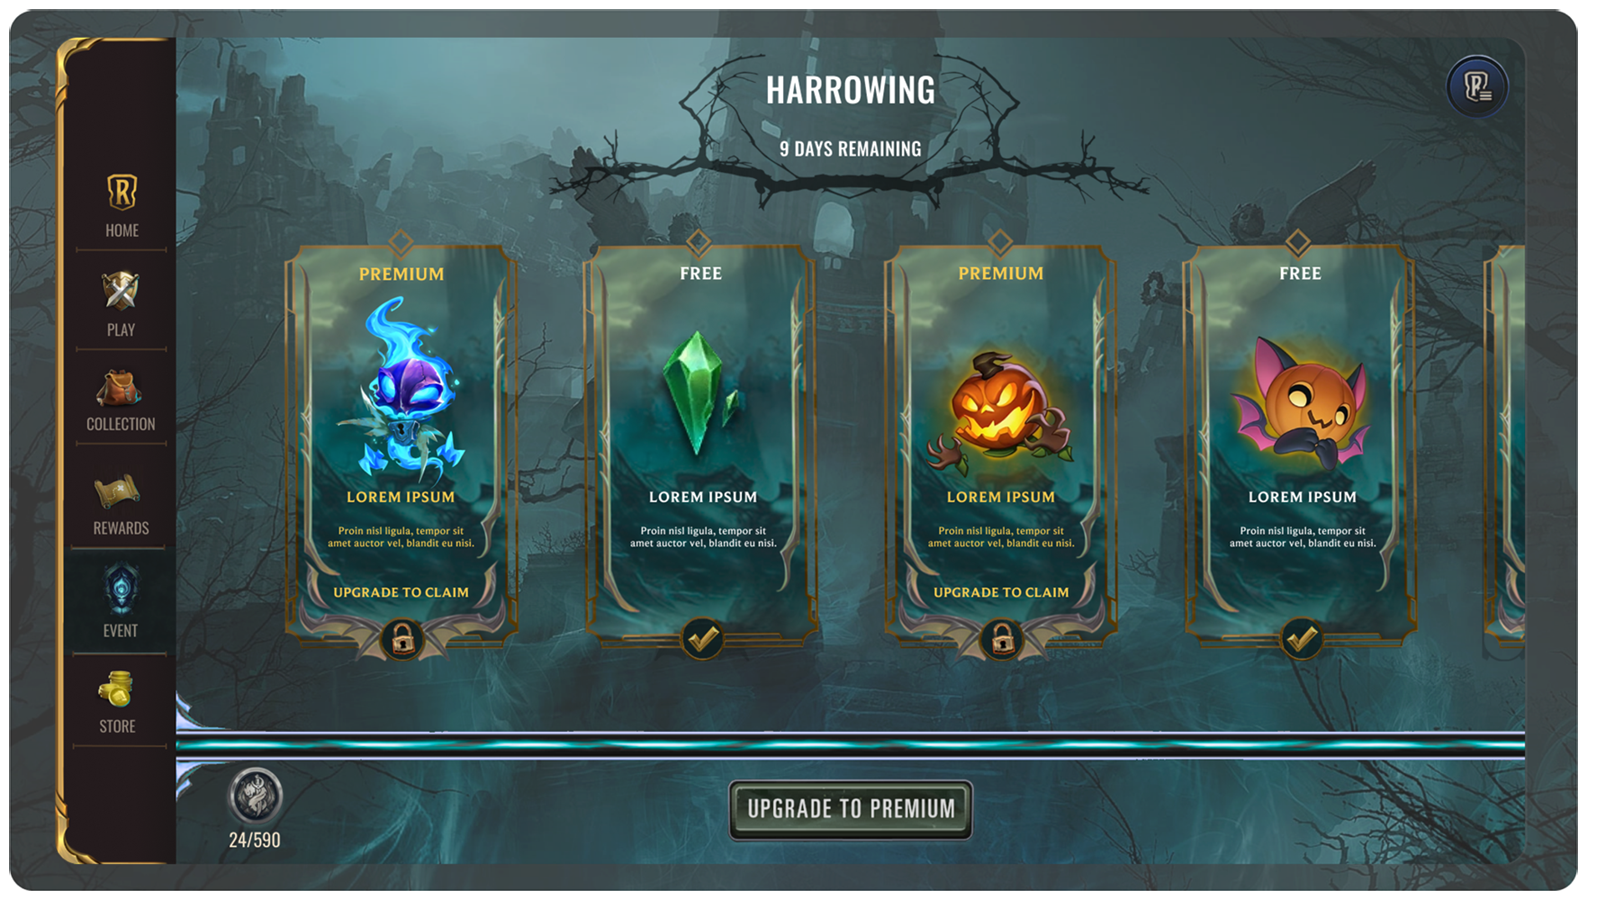 HARROWING
9 DAYS REMAINING
R
HOME
PLAY
COLLECTION
REWARDS
EVENT
STORE
R
PREMIUM
LOREM IPSUM
Proin nisl ligula, tempor sit
amet auctor vel, blandit eu nisi.
UPGRADE TO CLAIM
FREE
LOREM IPSUM
Proin nisl ligula, tempor sit
amet auctor vel, blandit eu nisi.
PREMIUM
LOREM IPSUM
Proin nisl ligula, tempor sit
amet auctor vel, blandit eu nisi.
UPGRADE TO CLAIM
FREE
LOREM IPSUM
Proin nisl ligula, tempor sit
amet auctor vel, blandit eu nisi.
24/590
UPGRADE TO PREMIUM